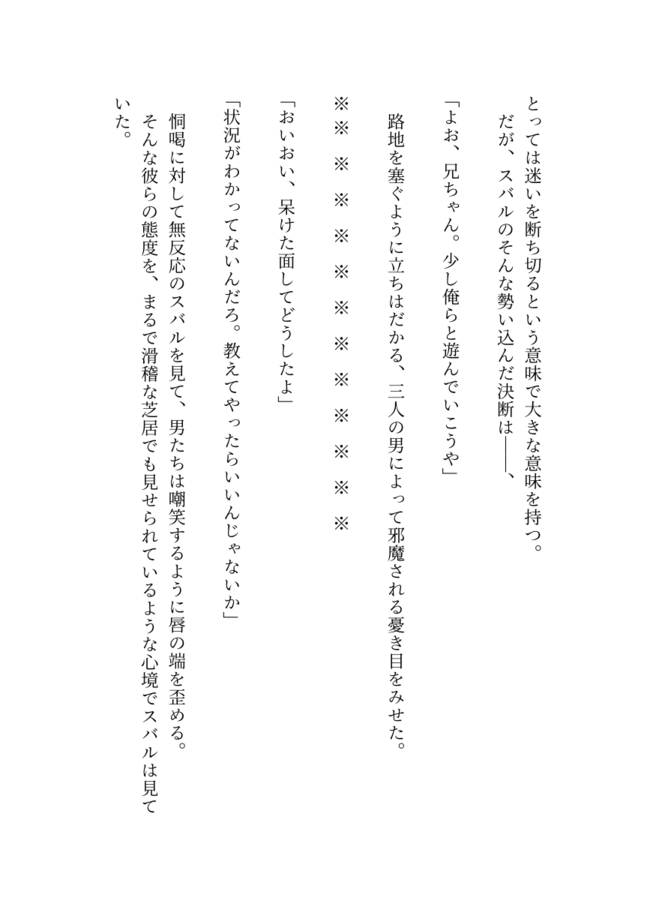 とっては迷いを断ち切るという意味で大きな意味を持つ。
だが、スバルのそんな勢い込んだ決断は――、
「よお、兄ちゃん。少し俺らと遊んでいこうや」
路地を塞ぐように立ちはだかる、三人の男によって邪魔される憂き目をみせた。
※※ ※ ※ ※ ※ ※ ※ ※ ※ ※ ※ ※
「おいおい、呆けた面してどうしたよ」
「状況がわかってないんだろ。教えてやったらいいんじゃないか」
恫喝に対して無反応のスバルを見て、男たちは嘲笑するように唇の端を歪める。
そんな彼らの態度を、まるで滑稽な芝居でも見せられているような心境でスバルは見て
いた。